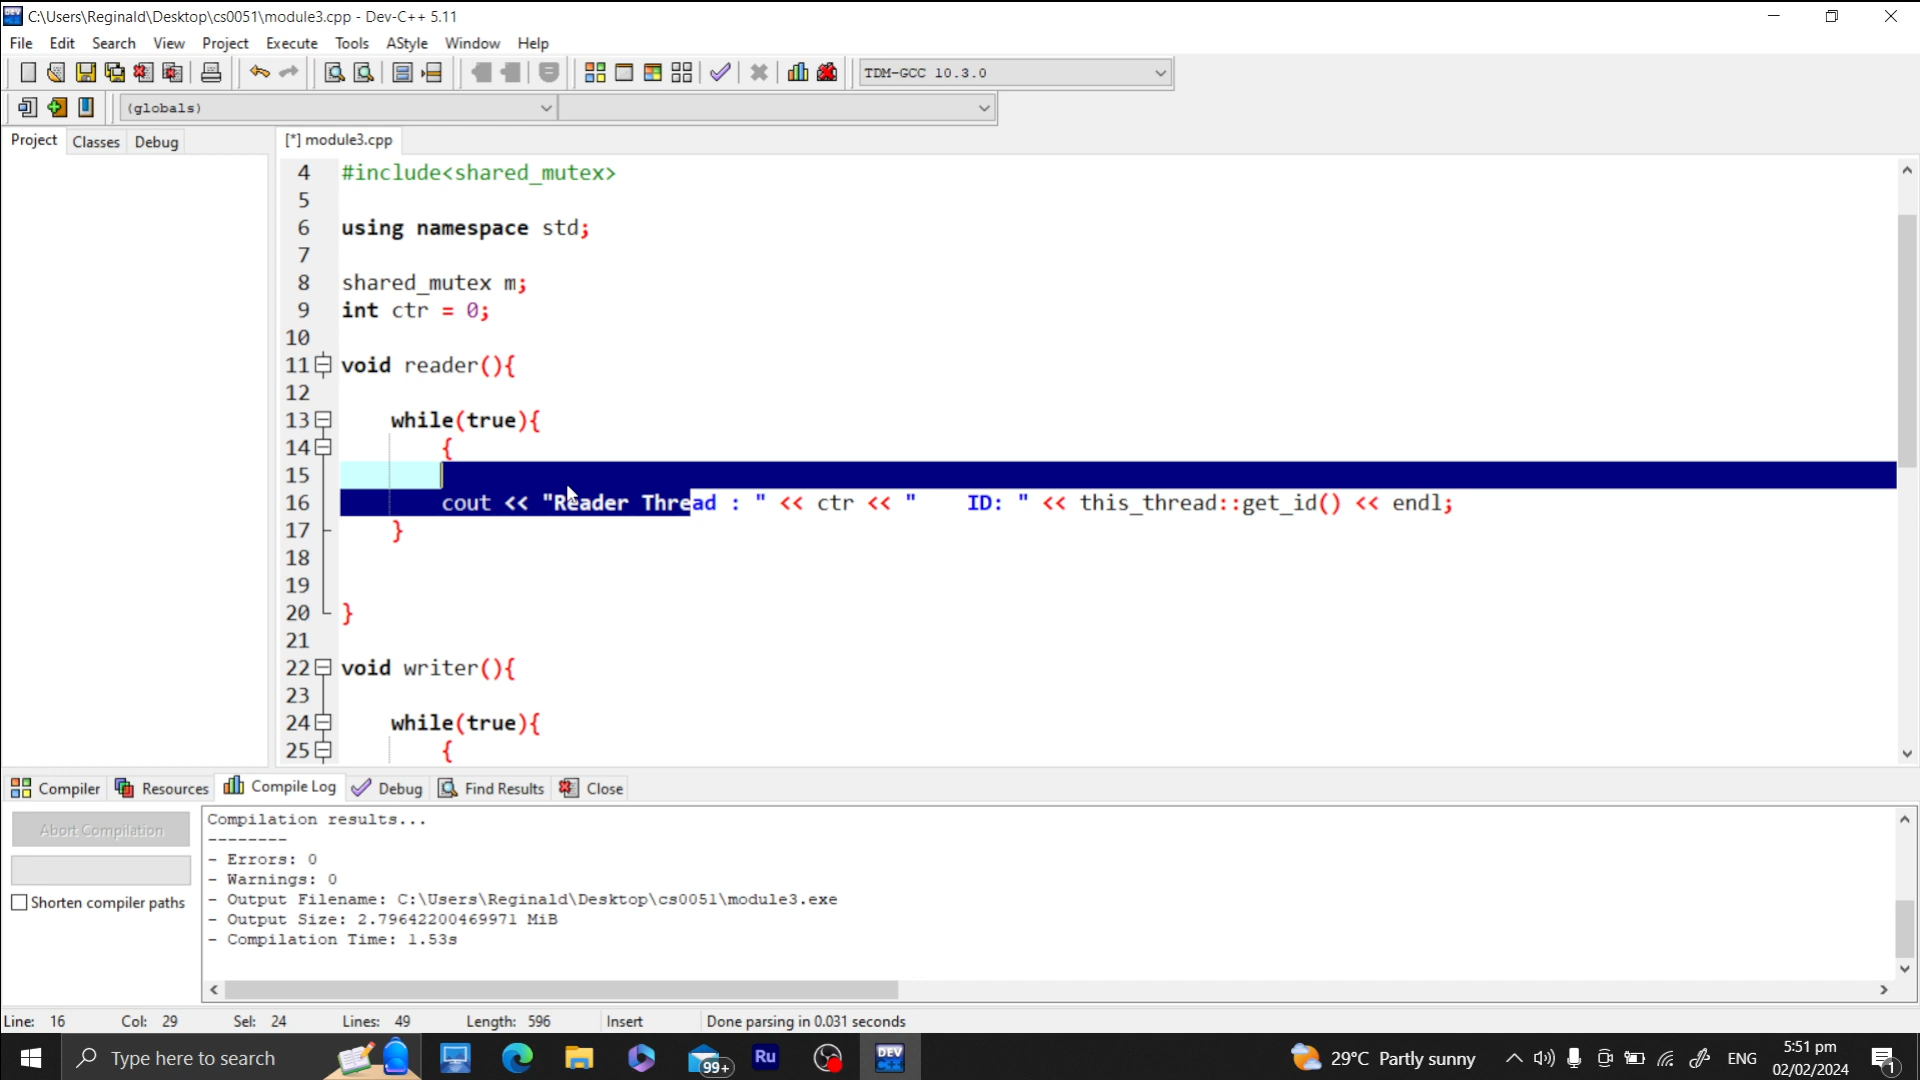 C:\Users\Reginald\Desktop\cs0051\module3.cpp - Dev-C++ 5.11
File Edit Search View Project Execute Tools AStyle Window Help
TDM-GCC 10.3.0
(globals)
Project Classes Debug [*] module3.cpp
4 #include<shared_mutex>
5
6 using namespace std;
7
8 shared_mutex m;
9 int ctr = 0;
10
11 void reader(){
12
13 while(true){
14 {
15
16 cout << "Reader Thread : " << ctr << "    ID: " << this_thread::get_id() << endl;
17 }
18
19
20 }
21
22 void writer(){
23
24 while(true){
25 {
Compiler Resources Compile Log Debug Find Results Close
Abort Compilation
Shorten compiler paths
Compilation results...
--------
- Errors: 0
- Warnings: 0
- Output Filename: C:\Users\Reginald\Desktop\cs0051\module3.exe
- Output Size: 2.79642200469971 MiB
- Compilation Time: 1.53s
Line: 16 Col: 29 Sel: 24 Lines: 49 Length: 596 Insert Done parsing in 0.031 seconds
Type here to search 99+ Ru DEV 29°C Partly sunny ENG 5:51 pm
02/02/2024 1